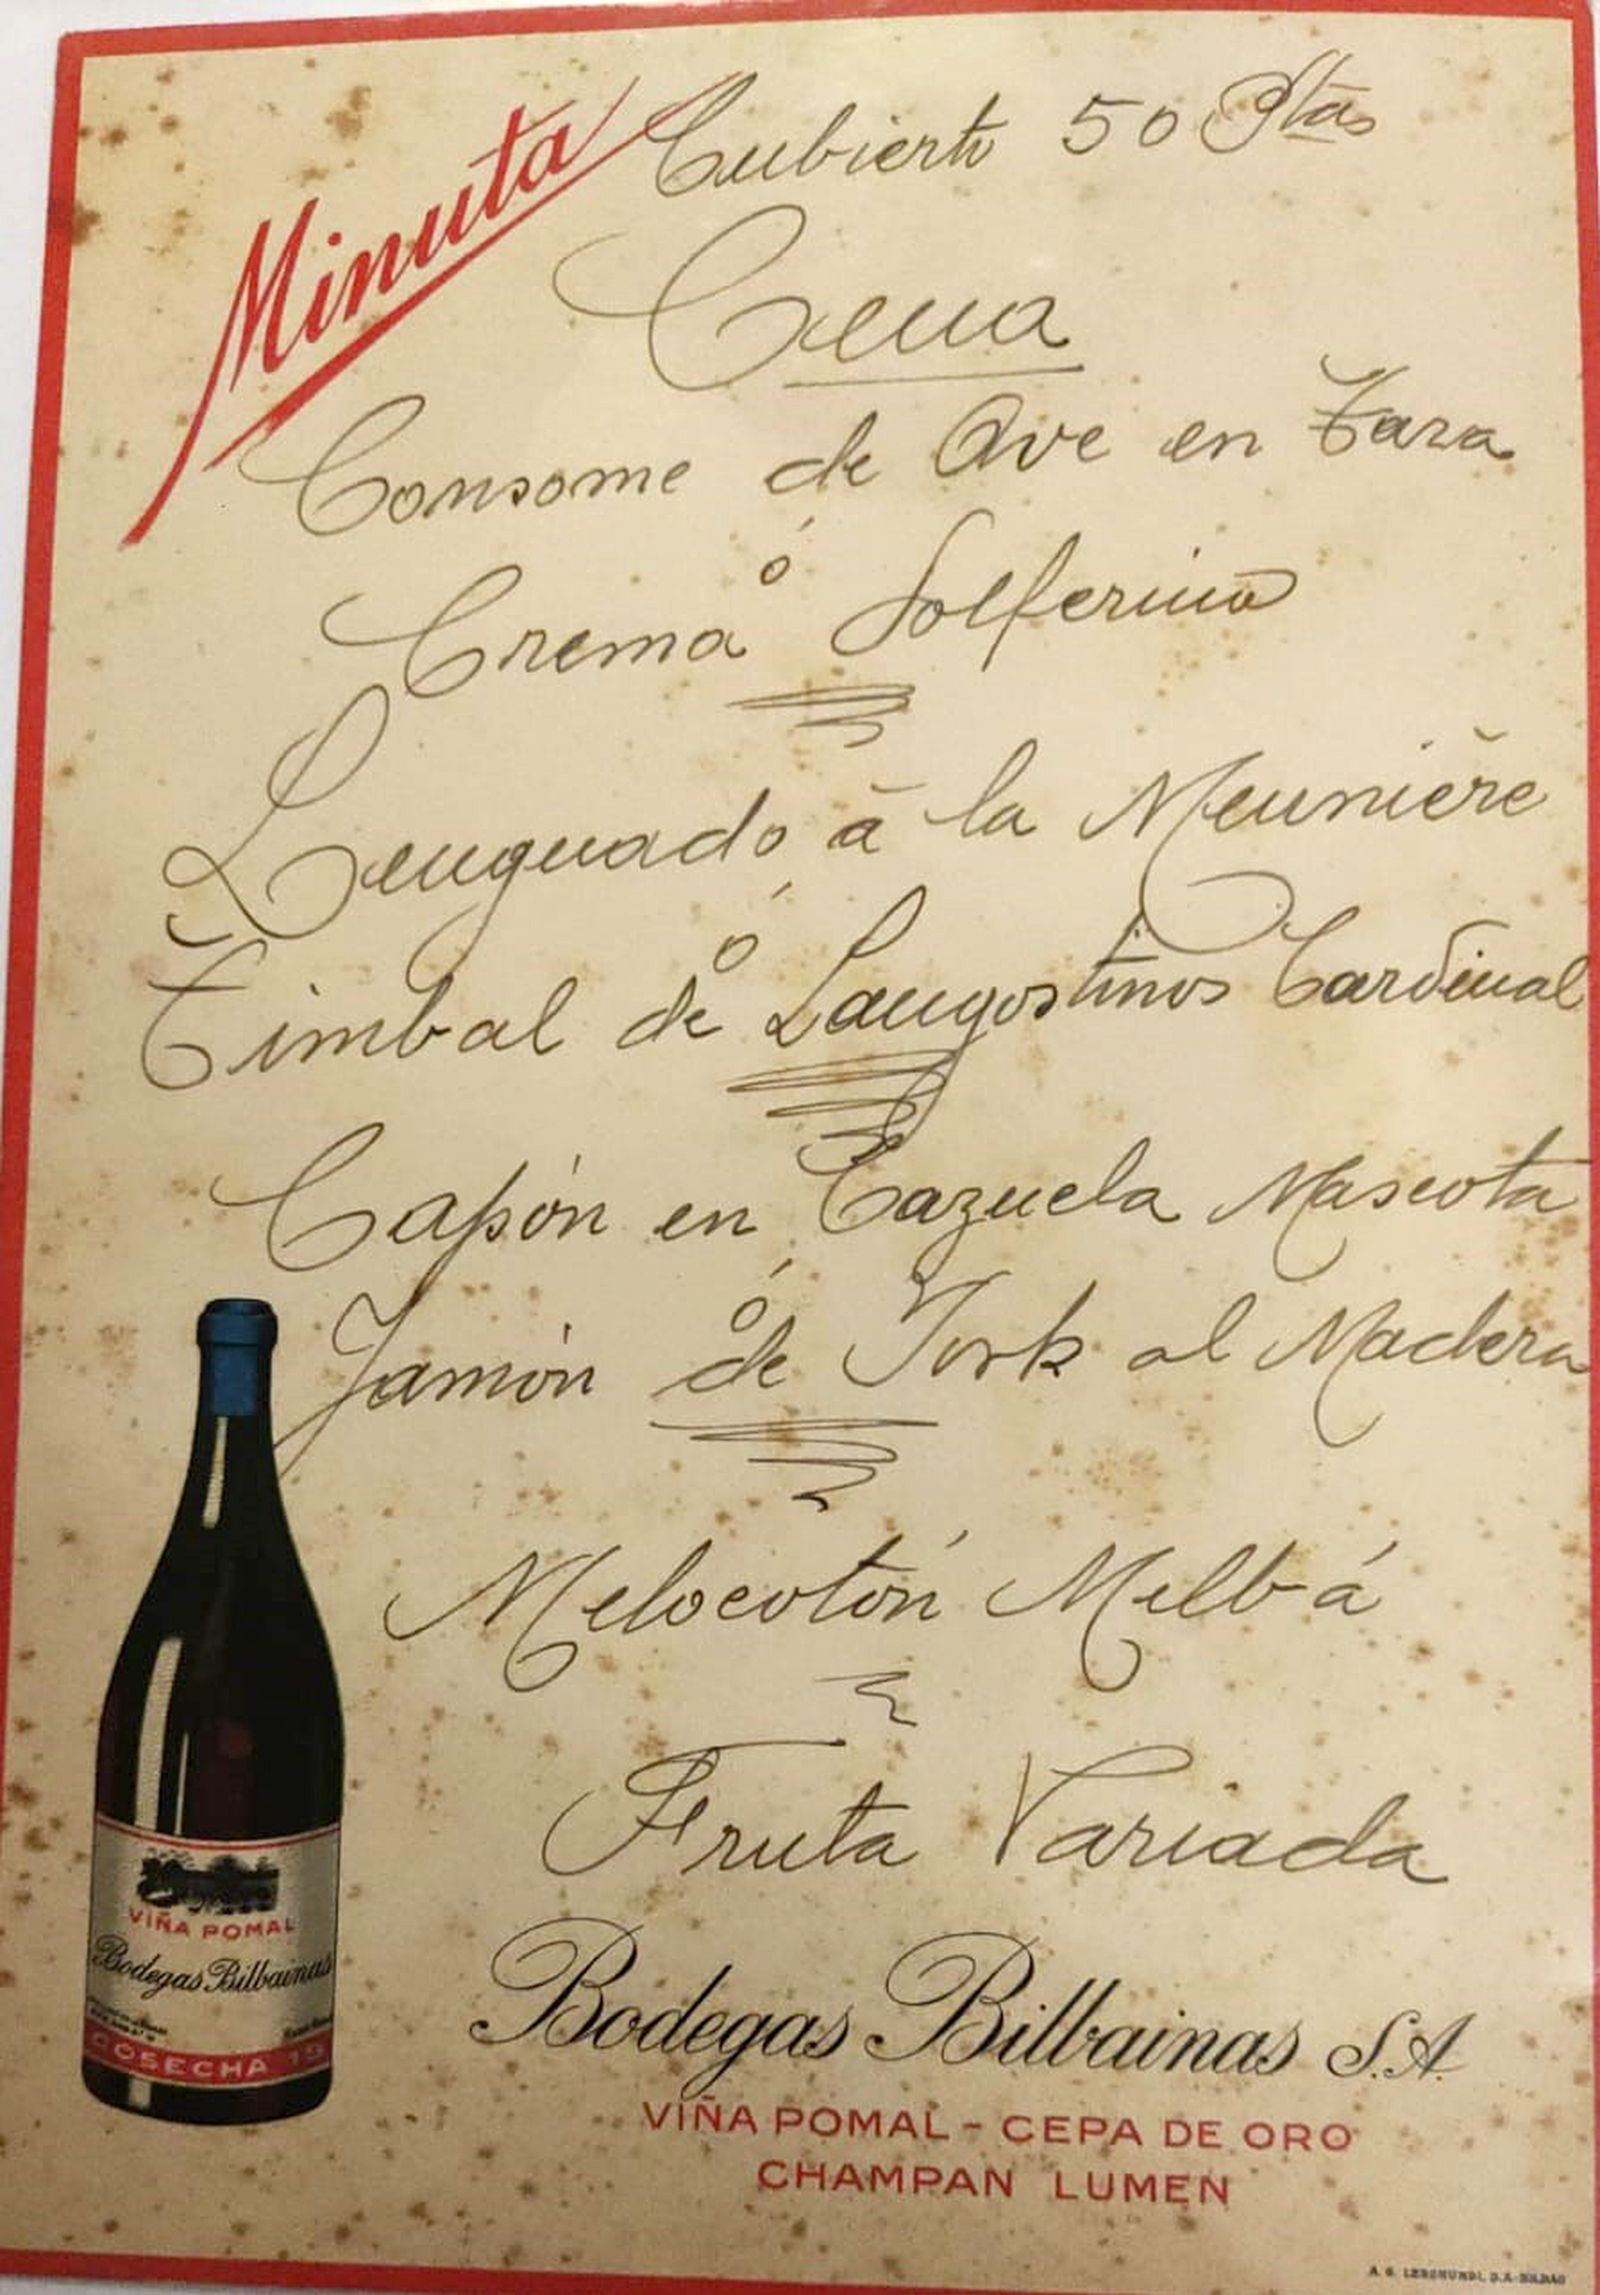 Minuta
Cubierto 50 Ptas
Cena
Consome de Ave en Taza
ó
Crema Solferino
Lenguado à la Meunière
ó
Timbal de Langostinos Cardinal
Capón en Cazuela Mascota
ó
Jamón de York al Madera
Melocotón Melbá
Fruta Variada
VIÑA POMAL
Bodegas Bilbainas
COSECHA 19
Bodegas Bilbainas S.A.
VIÑA POMAL - CEPA DE ORO
CHAMPAN LUMEN
A. G. LERCHUNDI, S.A.-BILBAO